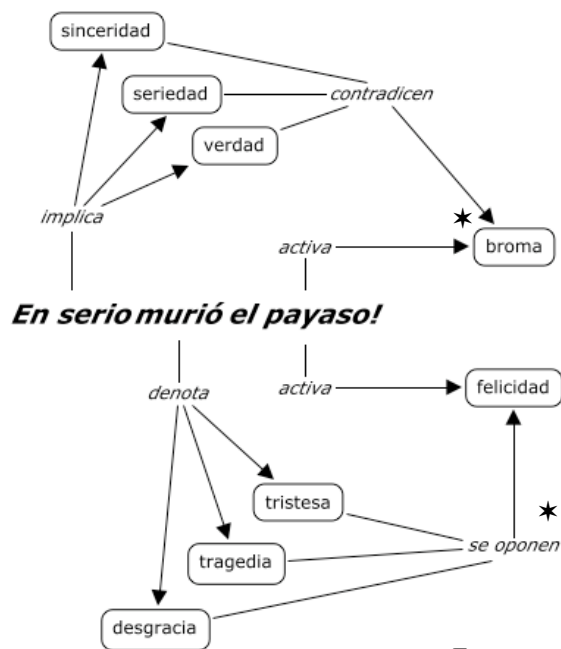 sinceridad
seriedad
contradicen
verdad
implica
activa
broma
En serio murió el payaso!
denota
activa
felicidad
tristesa
tragedia
se oponen
desgracia